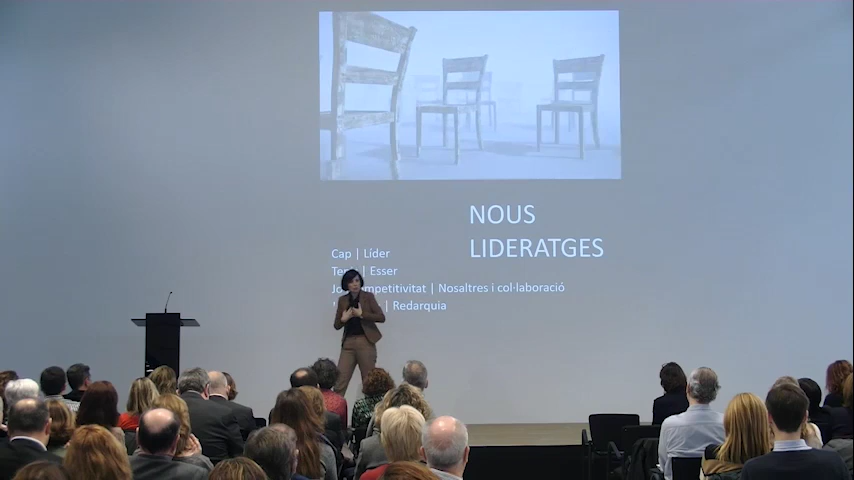 NOUS
LIDERATGES
Cap | Líder
| Esser
| Nosaltres i col·laboració
| Redarquia